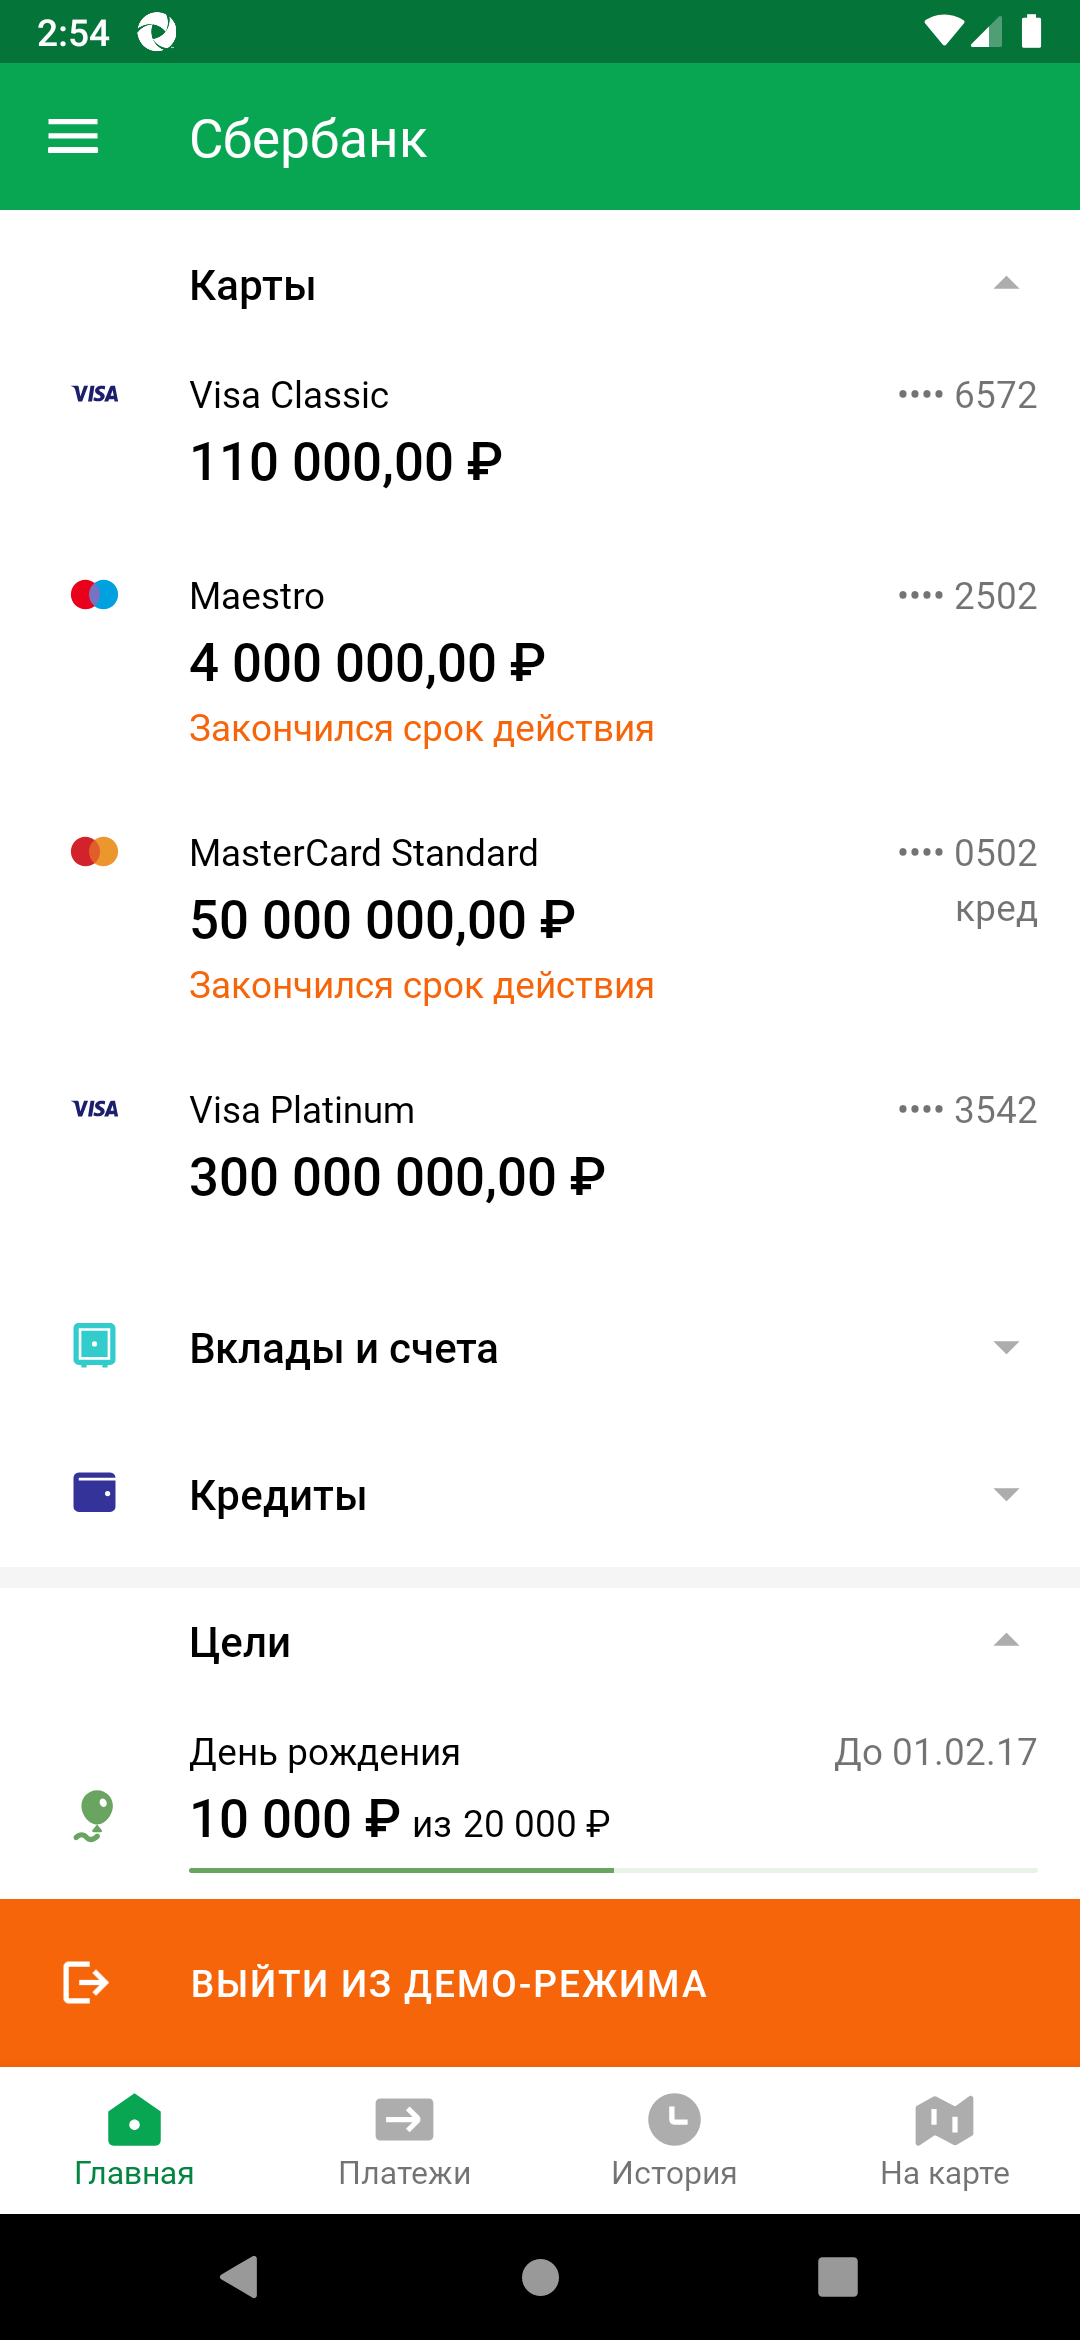 2:54
Сбербанк
Карты
VISA Visa Classic •••• 6572
110 000,00 ₽
Maestro •••• 2502
4 000 000,00 ₽
Закончился срок действия
MasterCard Standard •••• 0502
50 000 000,00 ₽ кред
Закончился срок действия
VISA Visa Platinum •••• 3542
300 000 000,00 ₽
Вклады и счета
Кредиты
Цели
День рождения До 01.02.17
10 000 ₽ из 20 000 ₽
ВЫЙТИ ИЗ ДЕМО-РЕЖИМА
Главная Платежи История На карте